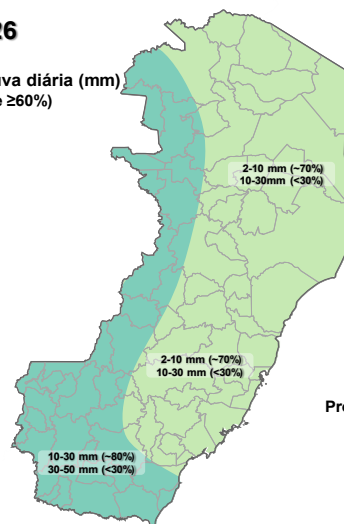 26
uva diária (mm)
e ≥60%)
2-10 mm (~70%)
10-30mm (<30%)
2-10 mm (~70%)
10-30 mm (<30%)
Pre
10-30 mm (~80%)
30-50 mm (<30%)